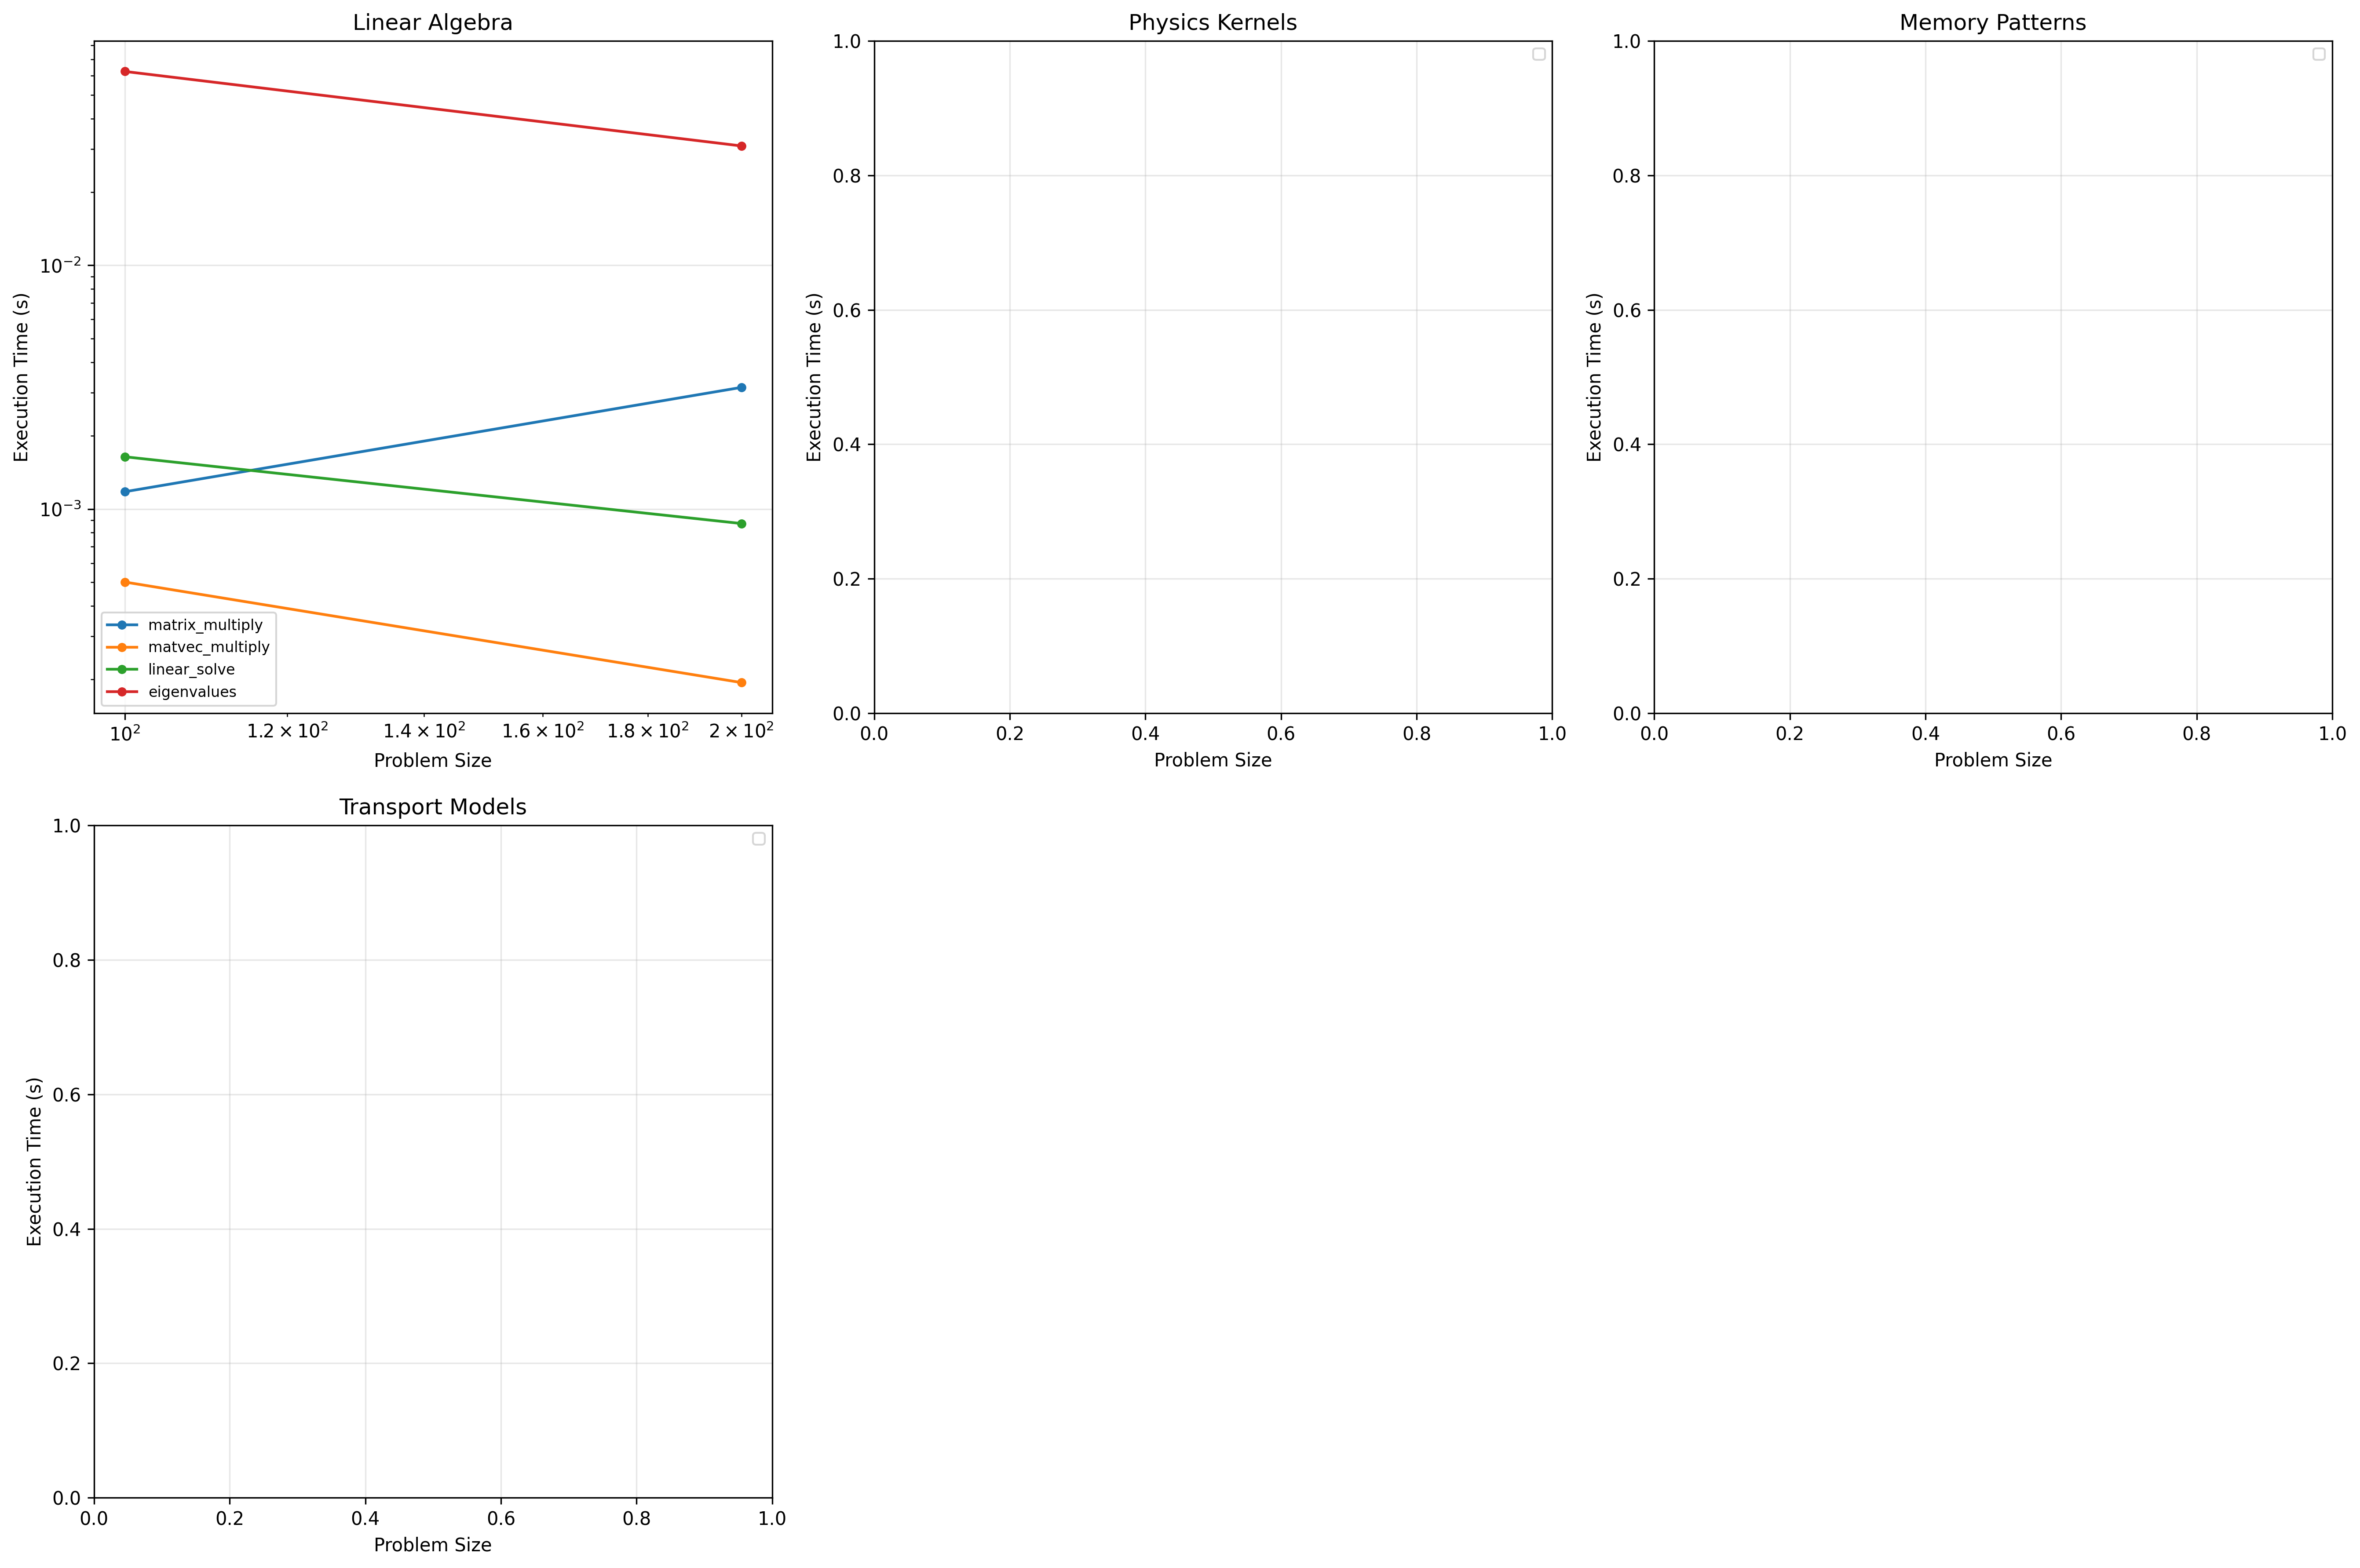 Linear Algebra
Execution Time (s)
10⁻²
10⁻³
matrix_multiply
matvec_multiply
linear_solve
eigenvalues
10² 1.2 × 10² 1.4 × 10² 1.6 × 10² 1.8 × 10² 2 × 10²
Problem Size
Physics Kernels
Execution Time (s)
1.0
0.8
0.6
0.4
0.2
0.0
0.0 0.2 0.4 0.6 0.8 1.0
Problem Size
Memory Patterns
Execution Time (s)
1.0
0.8
0.6
0.4
0.2
0.0
0.0 0.2 0.4 0.6 0.8 1.0
Problem Size
Transport Models
Execution Time (s)
1.0
0.8
0.6
0.4
0.2
0.0
0.0 0.2 0.4 0.6 0.8 1.0
Problem Size